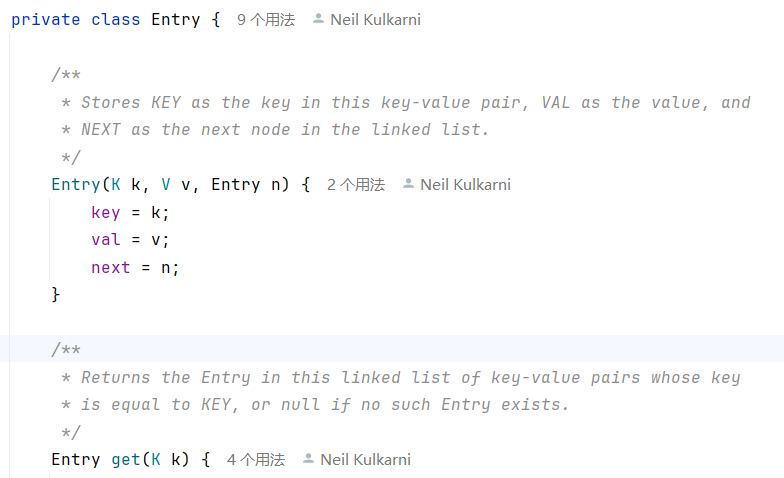 private class Entry { 9 个用法 Neil Kulkarni
/**
* Stores KEY as the key in this key-value pair, VAL as the value, and
* NEXT as the next node in the linked list.
*/
Entry(K k, V v, Entry n) { 2 个用法 Neil Kulkarni
key = k;
val = v;
next = n;
}
/**
* Returns the Entry in this linked list of key-value pairs whose key
* is equal to KEY, or null if no such Entry exists.
*/
Entry get(K k) { 4 个用法 Neil Kulkarni